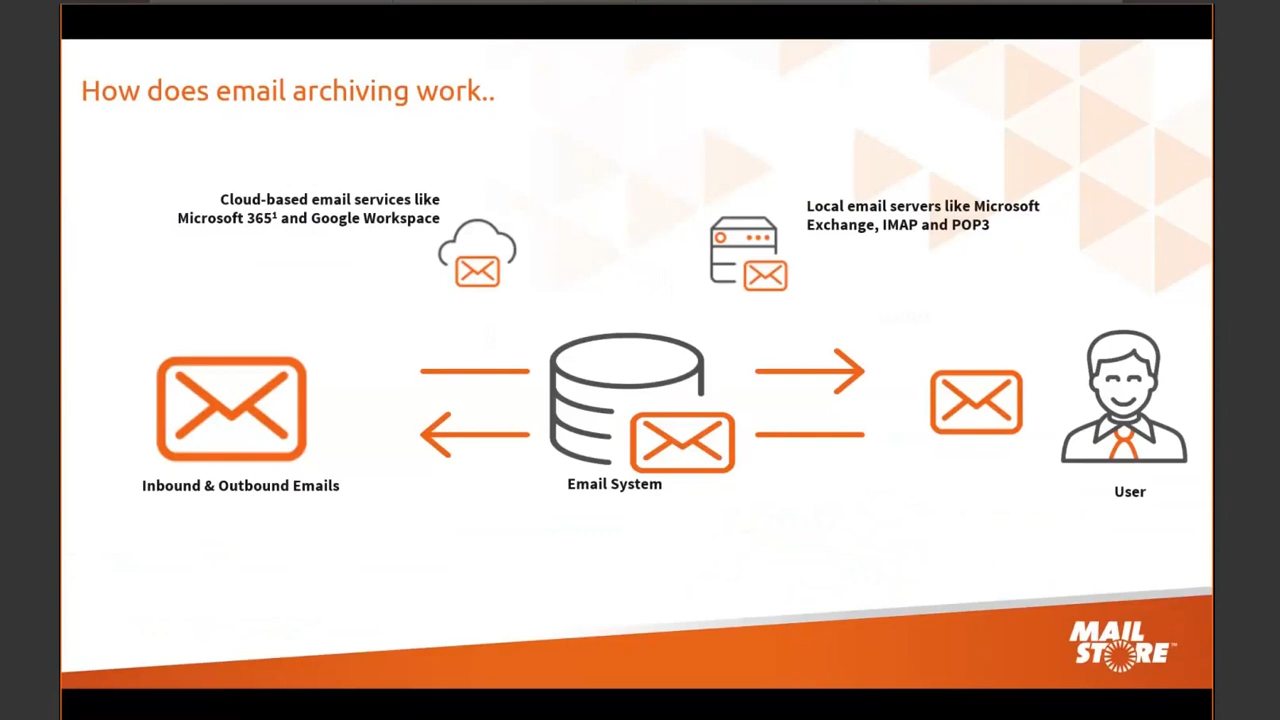 How does email archiving work..
Cloud-based email services like
Microsoft 365¹ and Google Workspace
Local email servers like Microsoft
Exchange, IMAP and POP3
Inbound & Outbound Emails
Email System
User
MAIL
STORE™